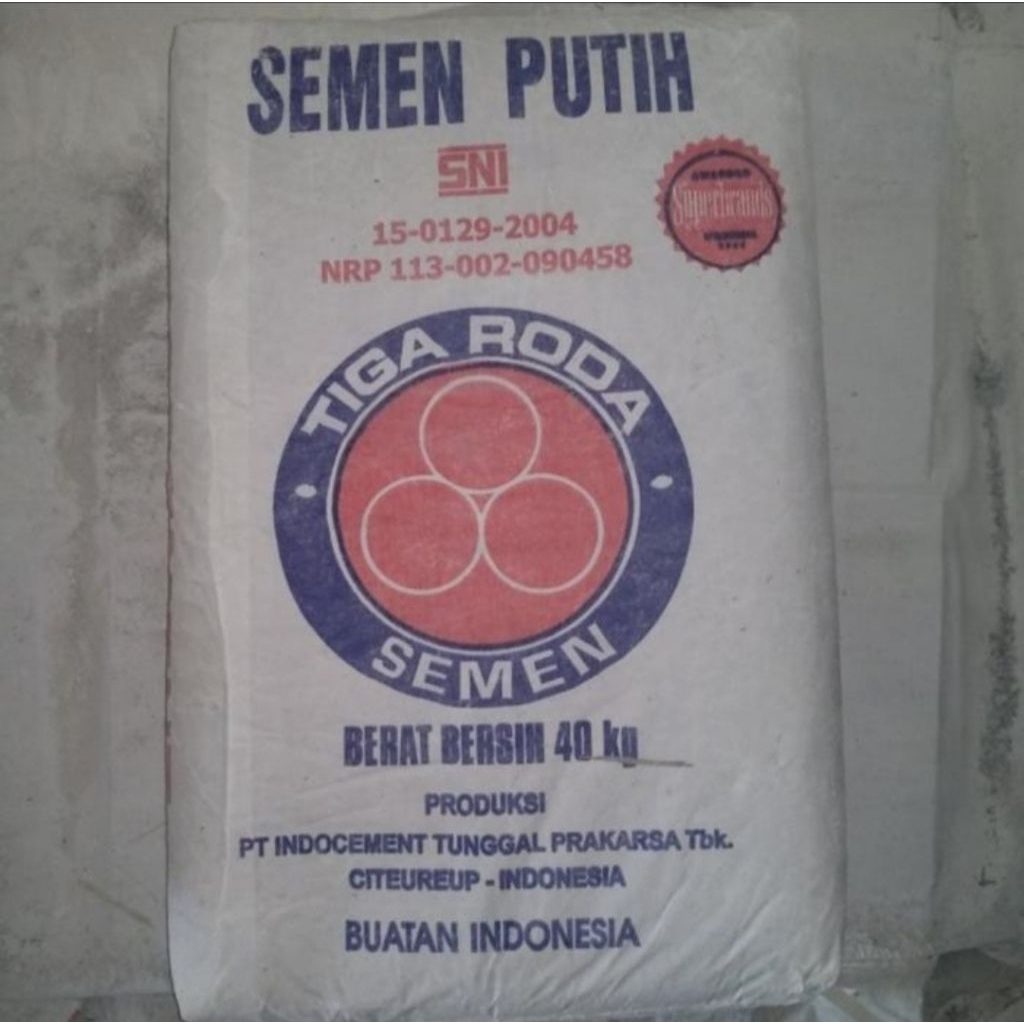 SEMEN PUTIH
SNI
15-0129-2004
NRP 113-002-090458
Superbrands
TIGA RODA
SEMEN
BERAT BERSIH 40 kg
PRODUKSI
PT INDOCEMENT TUNGGAL PRAKARSA Tbk.
CITEUREUP - INDONESIA
BUATAN INDONESIA